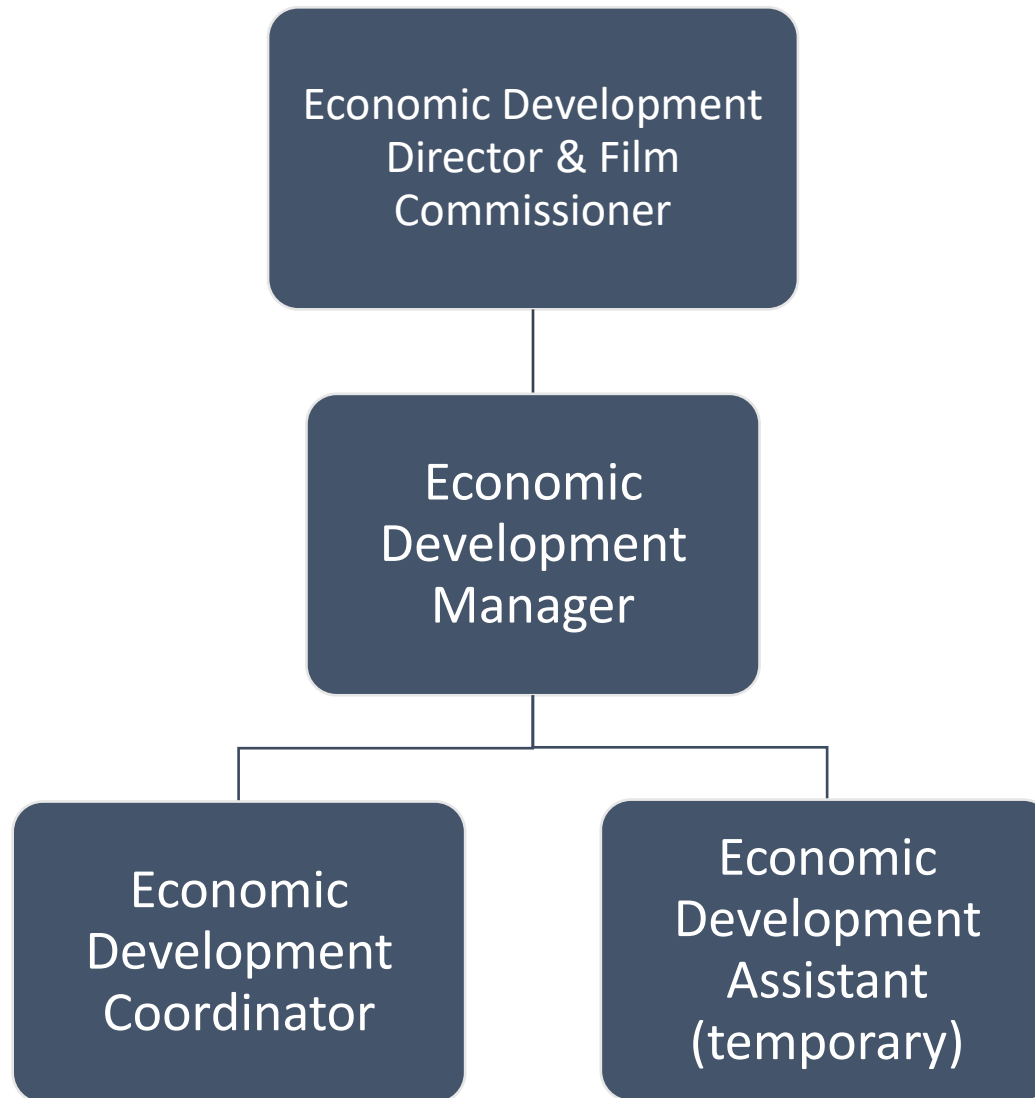 Economic Development
Director & Film
Commissioner
Economic
Development
Manager
Economic
Development
Coordinator
Economic
Development
Assistant
(temporary)